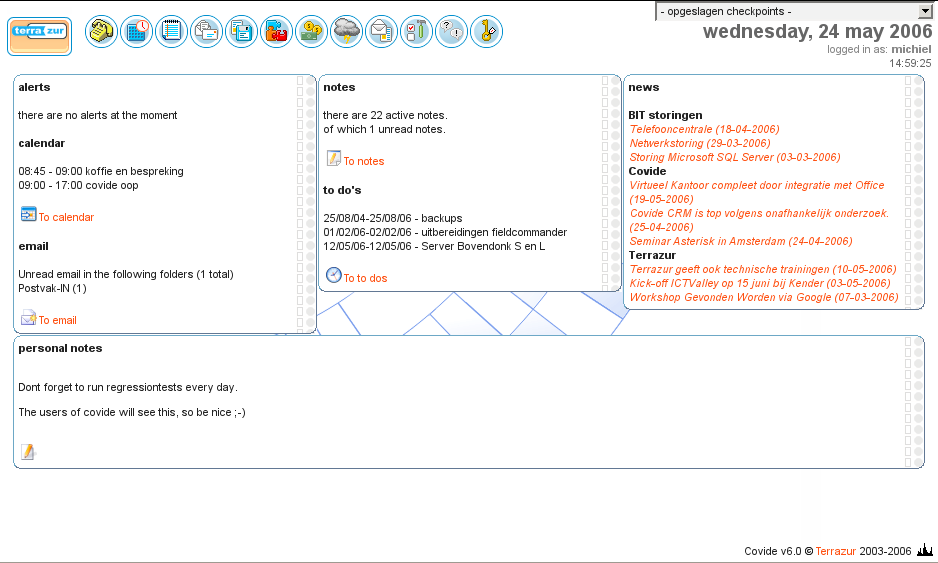 - opgeslagen checkpoints -
terra zur
wednesday, 24 may 2006
logged in as: michiel
14:59:25
alerts
there are no alerts at the moment
calendar
08:45 - 09:00 koffie en bespreking
09:00 - 17:00 covide oop
To calendar
email
Unread email in the following folders (1 total)
Postvak-IN (1)
To email
notes
there are 22 active notes.
of which 1 unread notes.
To notes
to do's
25/08/04-25/08/06 - backups
01/02/06-02/02/06 - uitbereidingen fieldcommander
12/05/06-12/05/06 - Server Bovendonk S en L
To to dos
news
BIT storingen
Telefooncentrale (18-04-2006)
Netwerkstoring (29-03-2006)
Storing Microsoft SQL Server (03-03-2006)
Covide
Virtueel Kantoor compleet door integratie met Office
(19-05-2006)
Covide CRM is top volgens onafhankelijk onderzoek.
(25-04-2006)
Seminar Asterisk in Amsterdam (24-04-2006)
Terrazur
Terrazur geeft ook technische trainingen (10-05-2006)
Kick-off ICTValley op 15 juni bij Kender (03-05-2006)
Workshop Gevonden Worden via Google (07-03-2006)
personal notes
Dont forget to run regressiontests every day.
The users of covide will see this, so be nice ;-)
Covide v6.0 © Terrazur 2003-2006